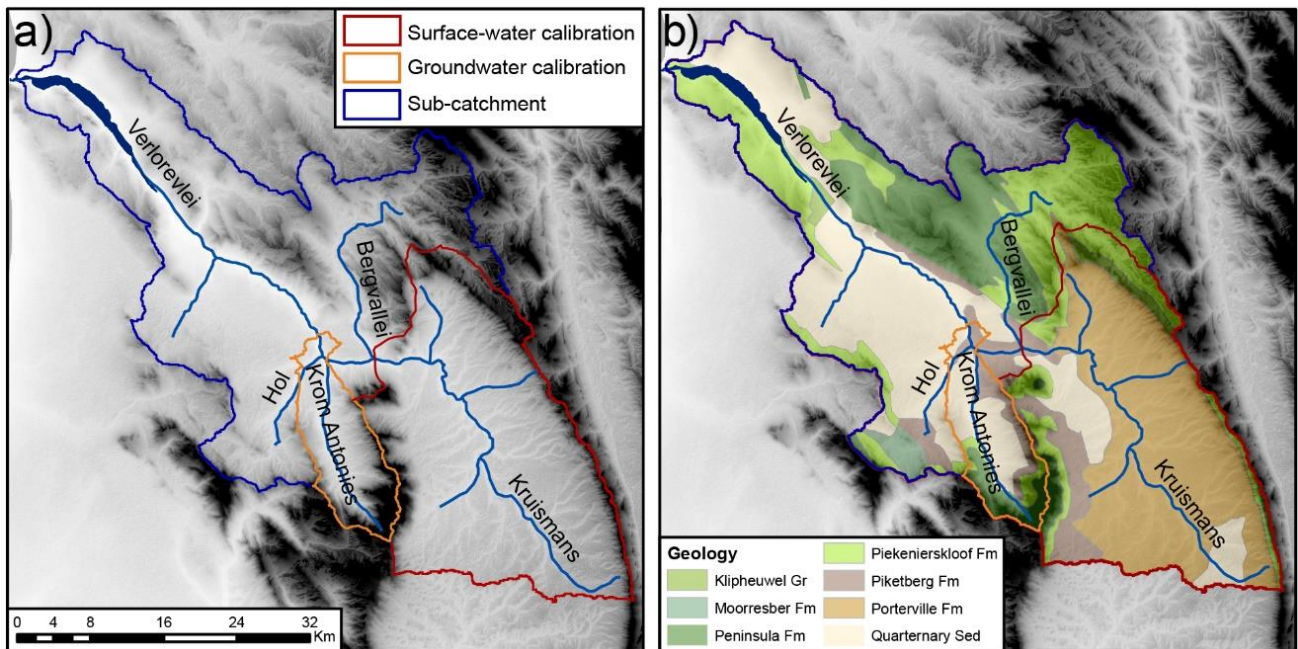 a)
Surface-water calibration
Groundwater calibration
Sub-catchment
Verlorevlei
Bergvallei
Hol
Krom Antonies
Kruismans
0 2 4 8 16 24 32
Km
b)
Verlorevlei
Bergvallei
Hol
Krom Antonies
Kruismans
Geology
Klipheuwel Gr
Moorresber Fm
Peninsula Fm
Piekenierskloof Fm
Piketberg Fm
Porterville Fm
Quarternary Sed